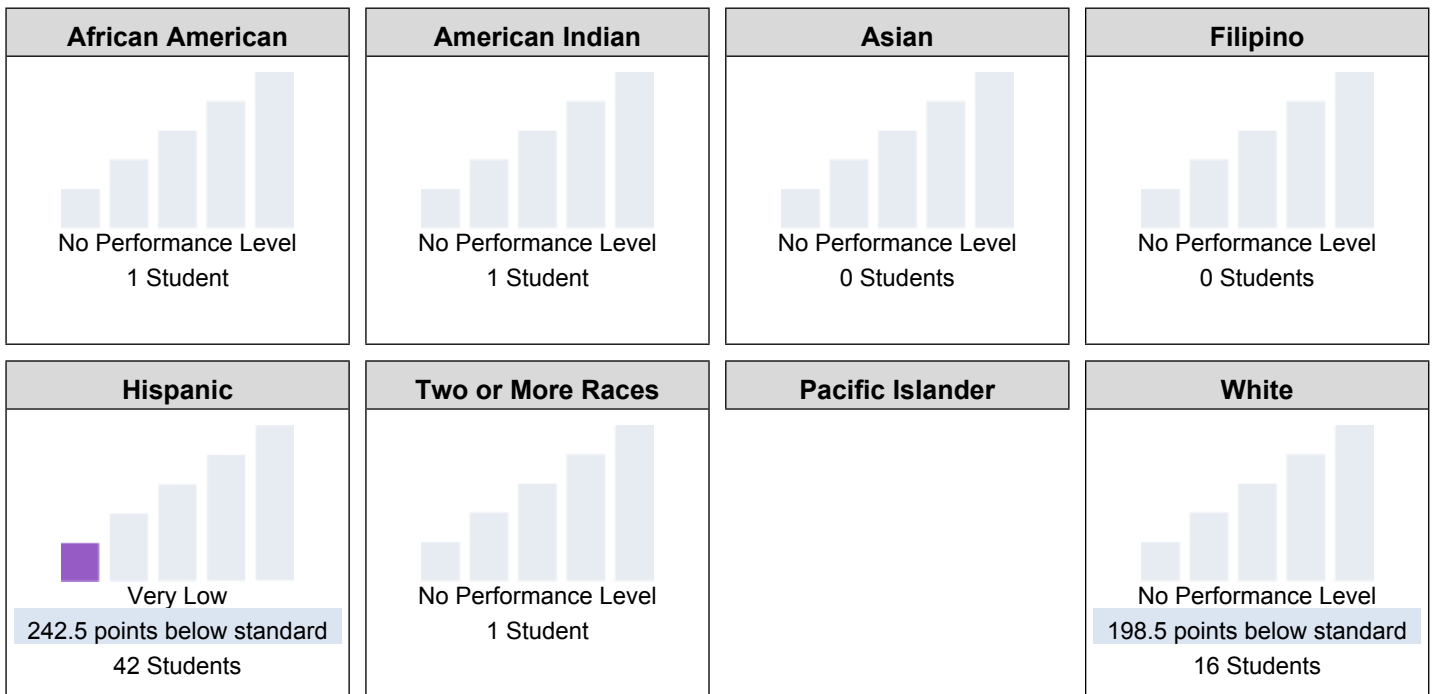 African American
No Performance Level
1 Student
American Indian
No Performance Level
1 Student
Asian
No Performance Level
0 Students
Filipino
No Performance Level
0 Students
Hispanic
Very Low
242.5 points below standard
42 Students
Two or More Races
No Performance Level
1 Student
Pacific Islander
White
No Performance Level
198.5 points below standard
16 Students